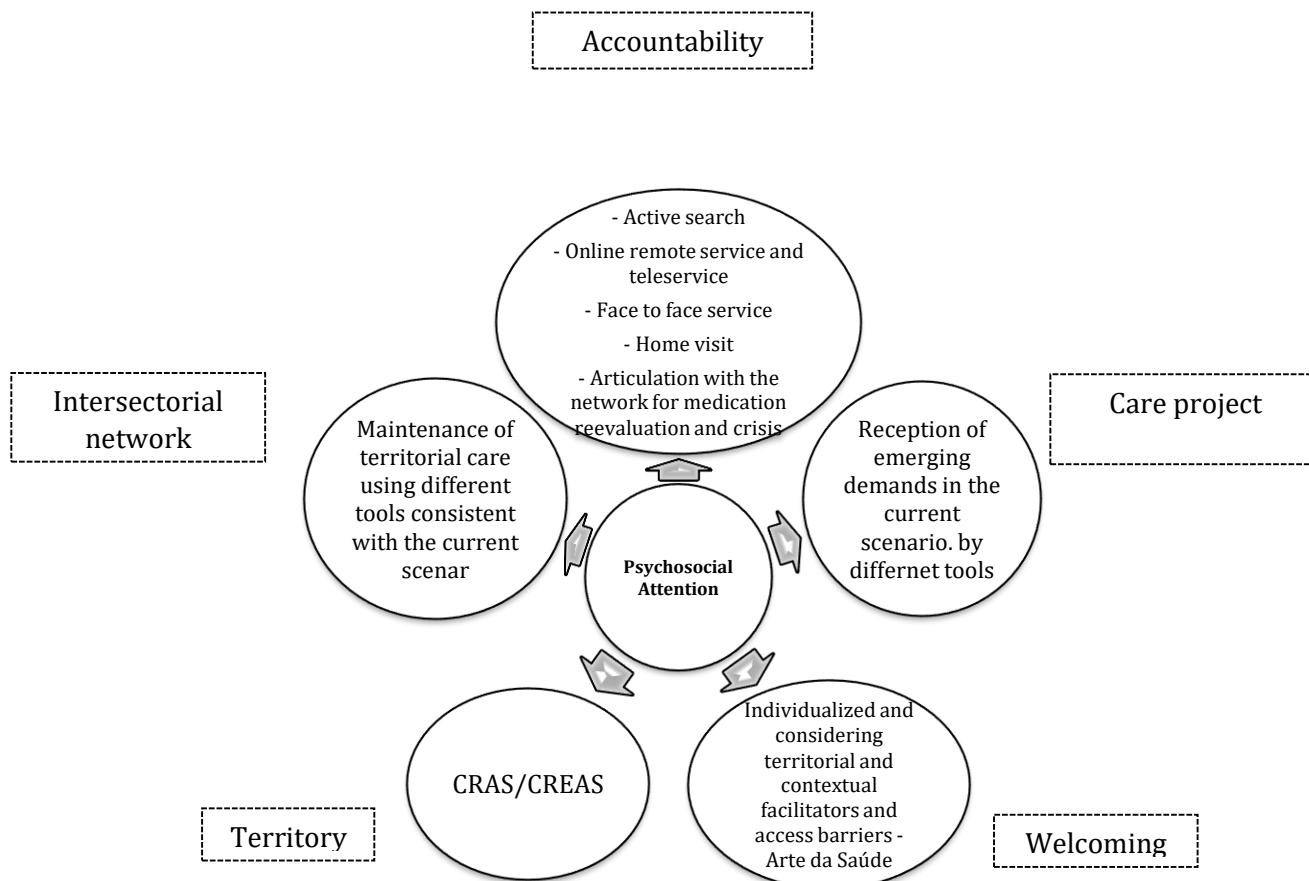 Accountability
- Active search
- Online remote service and
teleservice
- Face to face service
- Home visit
- Articulation with the
network for medication
reevaluation and crisis
Intersectorial
network
Maintenance of
territorial care
using different
tools consistent
with the current
scenar
Care project
Reception of
emerging
demands in the
current
scenario. by
differnet tools
Psychosocial
Attention
Territory
CRAS/CREAS
Individualized and
considering
territorial and
contextual
facilitators and
access barriers -
Arte da Saúde
Welcoming